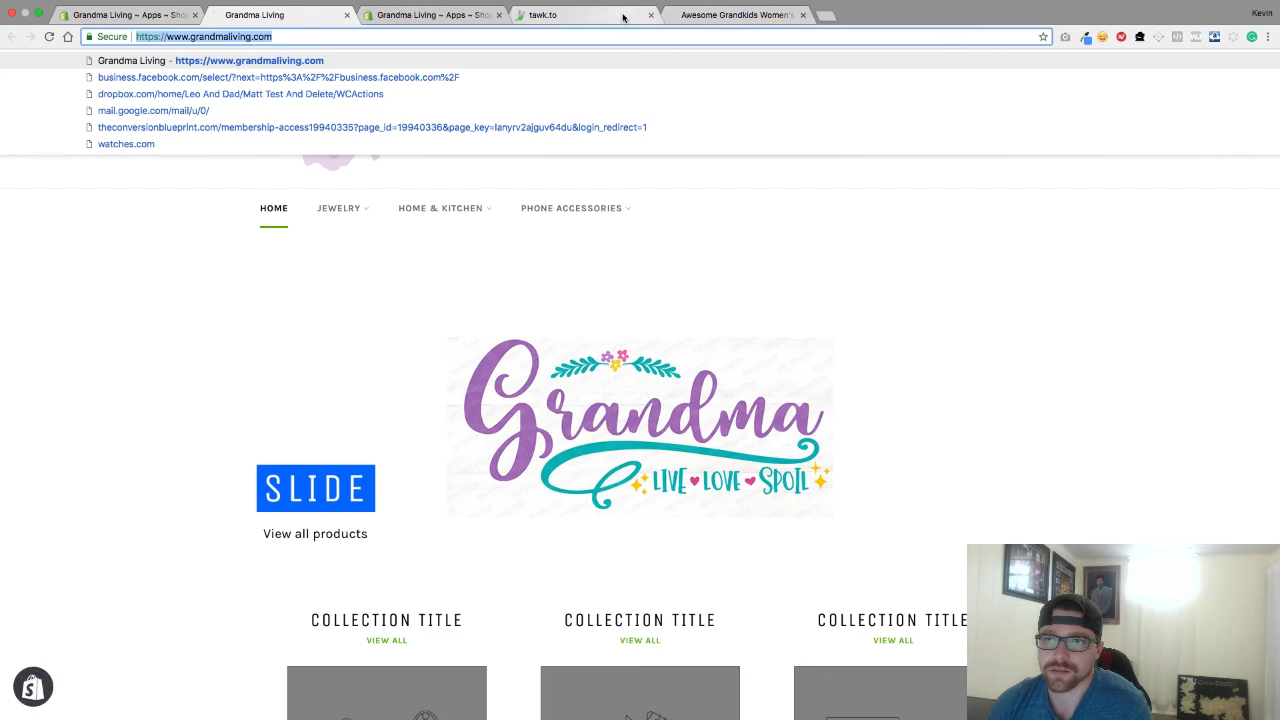 Grandma Living ~ Apps ~ Sho
Grandma Living
Grandma Living ~ Apps ~ Sho
tawk.to
Awesome Grandkids Women's
Kevin
Secure
https://www.grandmaliving.com
Grandma Living - https://www.grandmaliving.com
business.facebook.com/select/?next=https%3A%2F%2Fbusiness.facebook.com%2F
dropbox.com/home/Leo And Dad/Matt Test And Delete/WCActions
mail.google.com/mail/u/0/
theconversionblueprint.com/membership-access19940335?page_id=19940336&page_key=lanyrv2ajguv64du&login_redirect=1
watches.com
HOME
JEWELRY
HOME & KITCHEN
PHONE ACCESSORIES
Grandma
LIVE LOVE SPOIL
SLIDE
View all products
COLLECTION TITLE
COLLECTION TITLE
COLLECTION TITLE
VIEW ALL
VIEW ALL
VIEW ALL